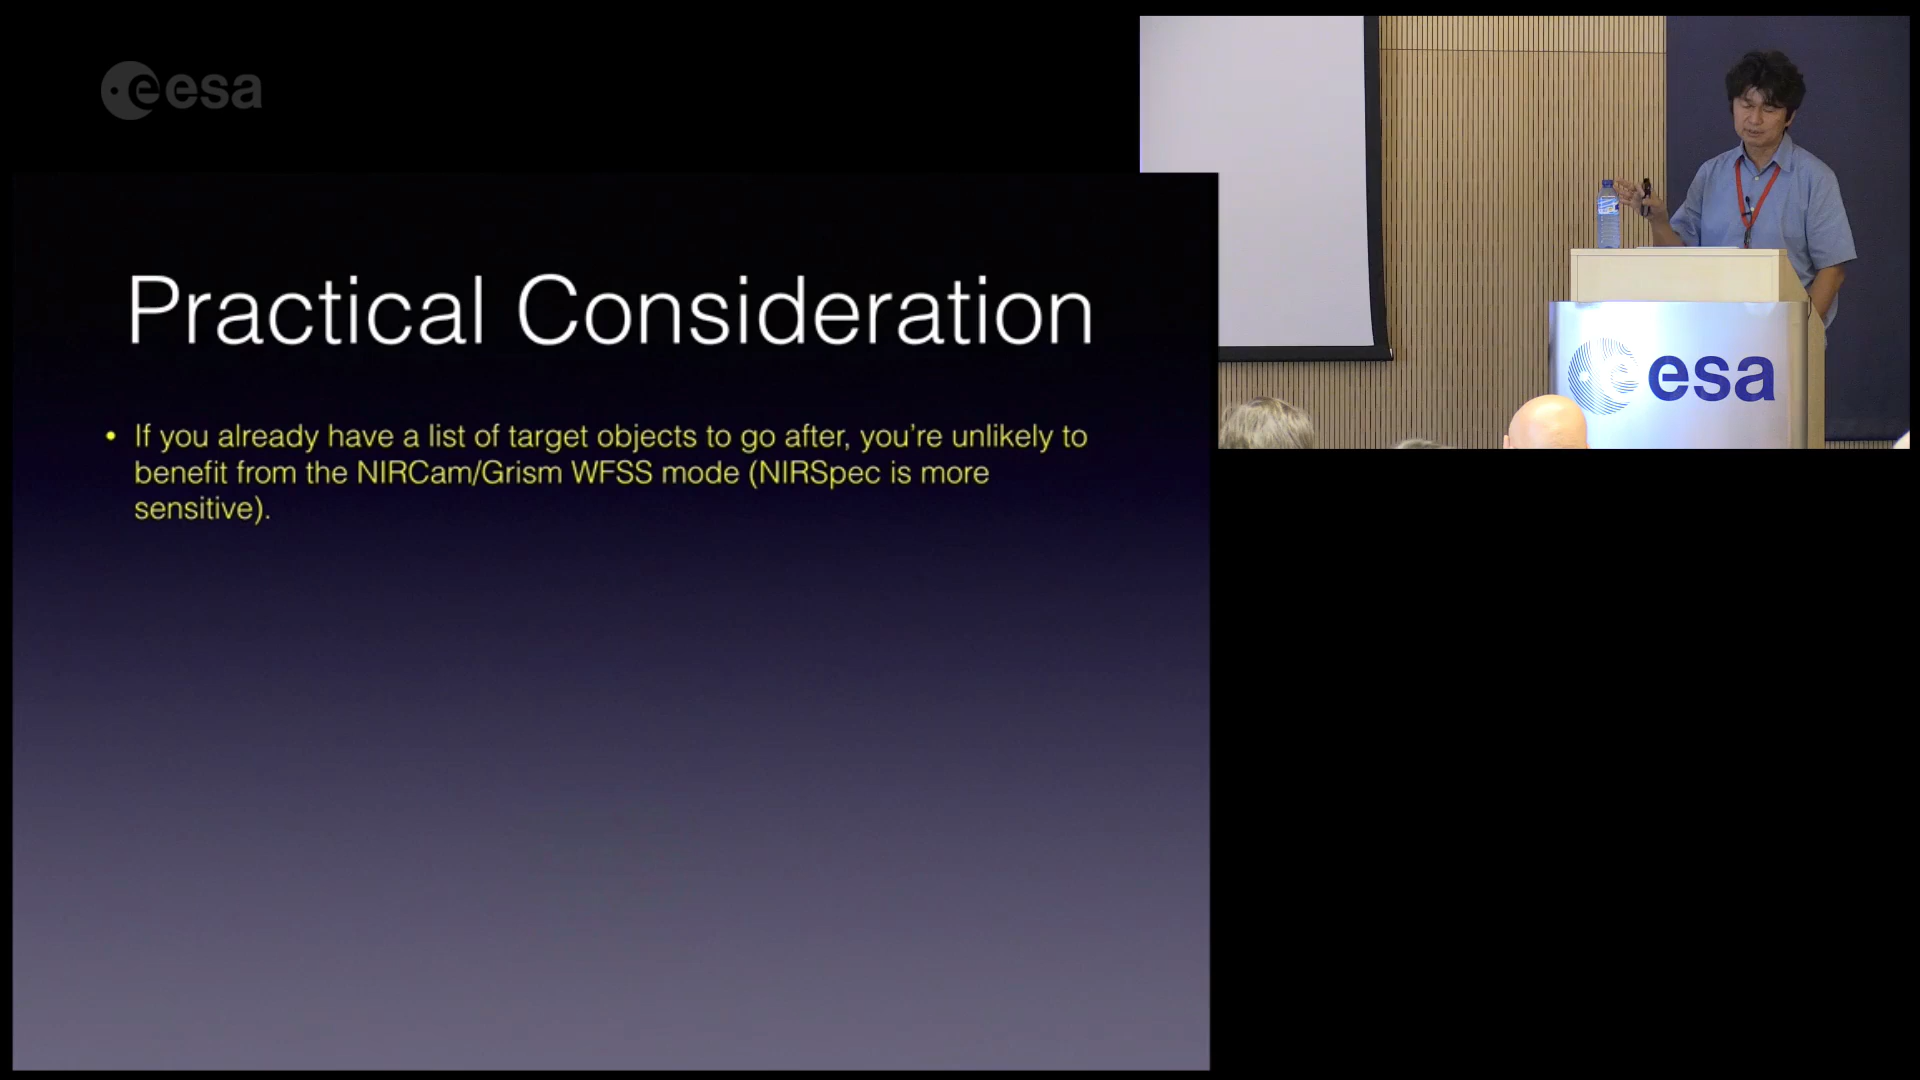 eesa
Practical Consideration
• If you already have a list of target objects to go after, you're unlikely to
benefit from the NIRCam/Grism WFSS mode (NIRSpec is more
sensitive).
esa